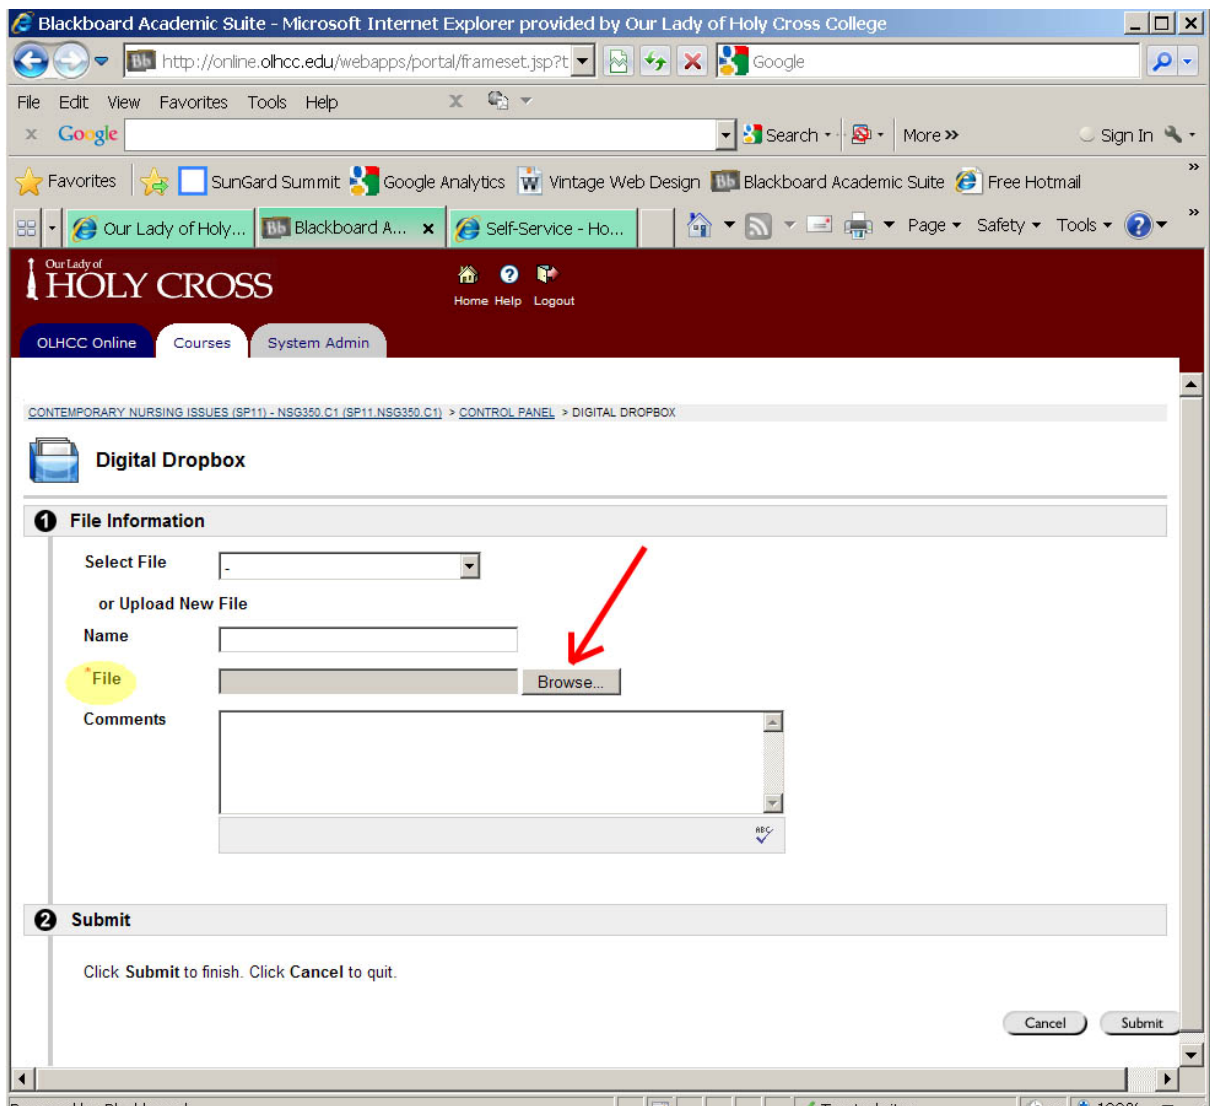 Blackboard Academic Suite - Microsoft Internet Explorer provided by Our Lady of Holy Cross College
Bb http://online.olhcc.edu/webapps/portal/frameset.jsp?t Google
File Edit View Favorites Tools Help
x Google Search More » Sign In
Favorites SunGard Summit Google Analytics W Vintage Web Design Bb Blackboard Academic Suite Free Hotmail »
Our Lady of Holy... Bb Blackboard A... x Self-Service - Ho... Page Safety Tools »
Our Lady of
HOLY CROSS
Home Help Logout
OLHCC Online Courses System Admin
CONTEMPORARY NURSING ISSUES (SP11) - NSG350.C1 (SP11.NSG350.C1) > CONTROL PANEL > DIGITAL DROPBOX
Digital Dropbox
1 File Information
Select File -
or Upload New File
Name
*File Browse...
Comments
ABC
2 Submit
Click Submit to finish. Click Cancel to quit.
Cancel Submit